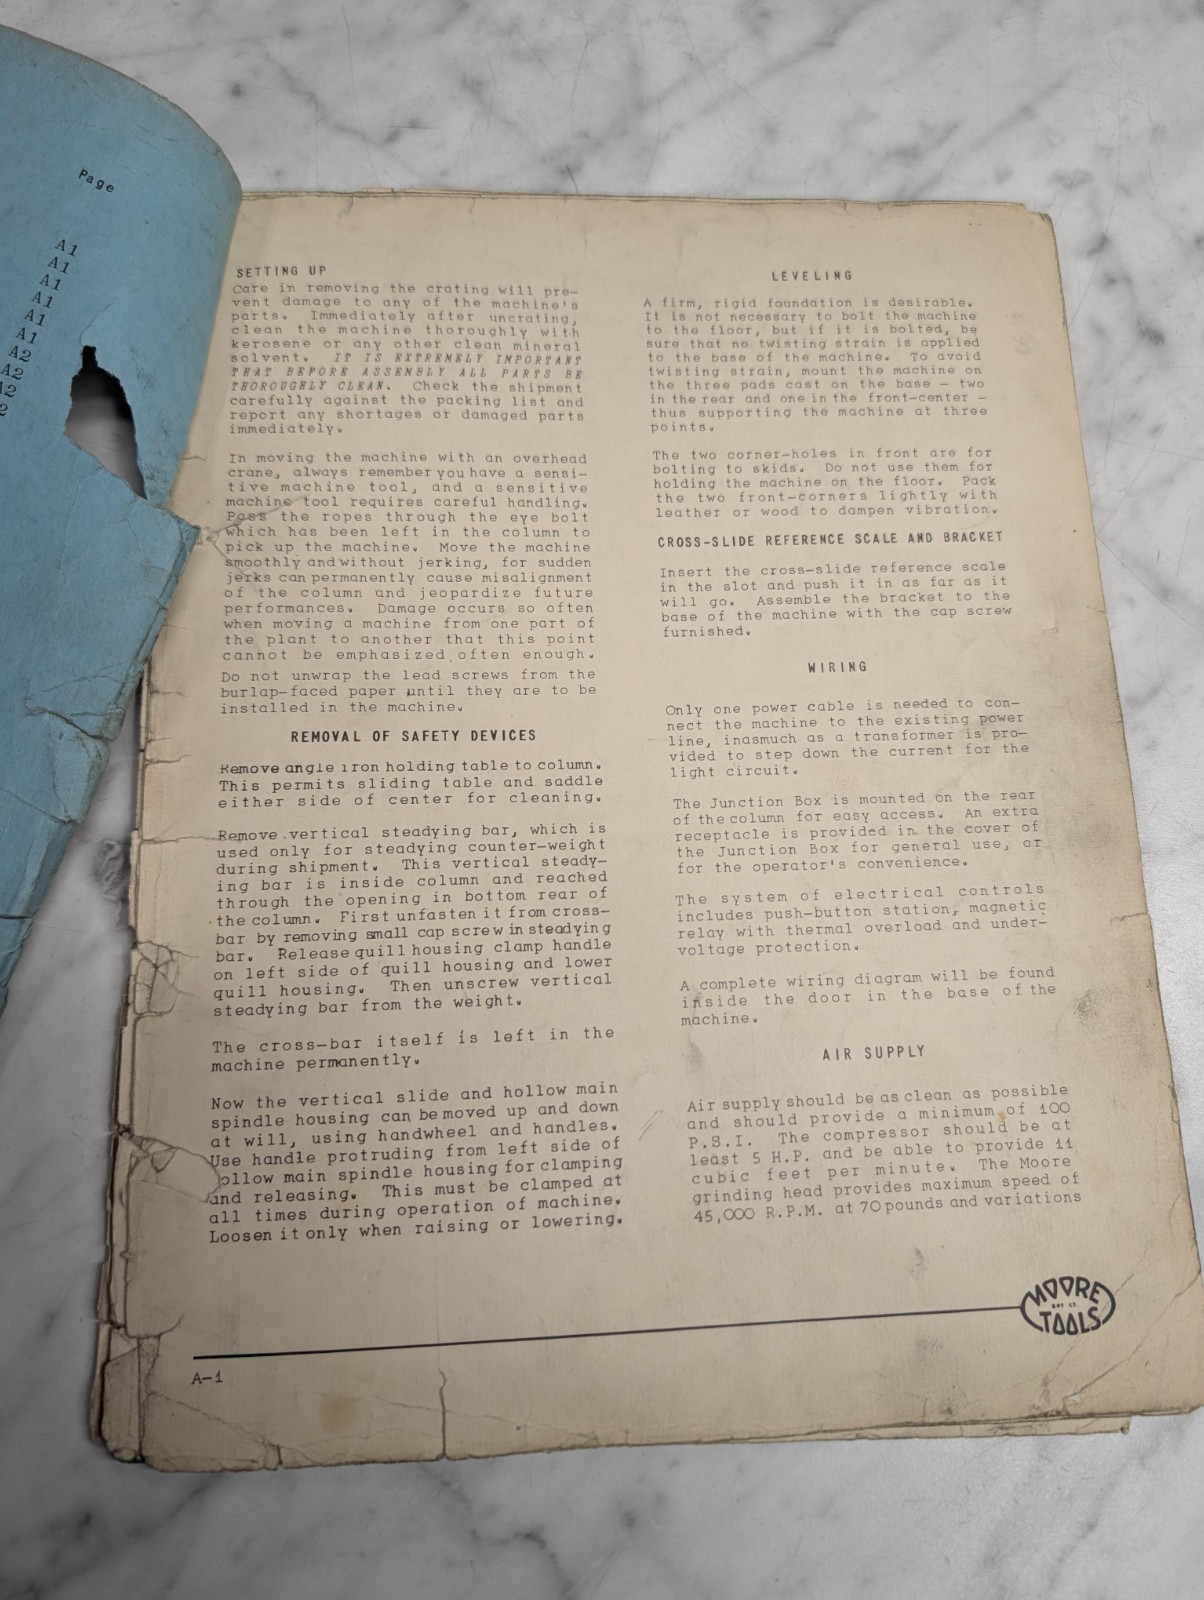 Page
A1
A1
A1
A1
A1
A1
A2
A2
A2
2
SETTING UP
Care in removing the crating will pre-
vent damage to any of the machine's
parts. Immediately after uncrating,
clean the machine thoroughly with
kerosene or any other clean mineral
solvent. IT IS EXTREMELY IMPORTANT
THAT BEFORE ASSEMBLY ALL PARTS BE
THOROUGHLY CLEAN. Check the shipment
carefully against the packing list and
report any shortages or damaged parts
immediately.
In moving the machine with an overhead
crane, always remember you have a sensi-
tive machine tool, and a sensitive
machine tool requires careful handling.
Pass the ropes through the eye bolt
which has been left in the column to
pick up the machine. Move the machine
smoothly and without jerking, for sudden
jerks can permanently cause misalignment
of the column and jeopardize future
performances. Damage occurs so often
when moving a machine from one part of
the plant to another that this point
cannot be emphasized often enough.
Do not unwrap the lead screws from the
burlap-faced paper until they are to be
installed in the machine.
REMOVAL OF SAFETY DEVICES
Remove angle iron holding table to column.
This permits sliding table and saddle
either side of center for cleaning.
Remove vertical steadying bar, which is
used only for steadying counter-weight
during shipment. This vertical steady-
ing bar is inside column and reached
through the opening in bottom rear of
the column. First unfasten it from cross-
bar by removing small cap screw in steadying
bar. Release quill housing clamp handle
on left side of quill housing and lower
quill housing. Then unscrew vertical
steadying bar from the weight.
The cross-bar itself is left in the
machine permanently.
Now the vertical slide and hollow main
spindle housing can be moved up and down
at will, using handwheel and handles.
Use handle protruding from left side of
hollow main spindle housing for clamping
and releasing. This must be clamped at
all times during operation of machine.
Loosen it only when raising or lowering.
LEVELING
A firm, rigid foundation is desirable.
It is not necessary to bolt the machine
to the floor, but if it is bolted, be
sure that no twisting strain is applied
to the base of the machine. To avoid
twisting strain, mount the machine on
the three pads cast on the base - two
in the rear and one in the front-center -
thus supporting the machine at three
points.
The two corner-holes in front are for
bolting to skids. Do not use them for
holding the machine on the floor. Pack
the two front-corners lightly with
leather or wood to dampen vibration.
CROSS-SLIDE REFERENCE SCALE AND BRACKET
Insert the cross-slide reference scale
in the slot and push it in as far as it
will go. Assemble the bracket to the
base of the machine with the cap screw
furnished.
WIRING
Only one power cable is needed to con-
nect the machine to the existing power
line, inasmuch as a transformer is pro-
vided to step down the current for the
light circuit.
The Junction Box is mounted on the rear
of the column for easy access. An extra
receptacle is provided in the cover of
the Junction Box for general use, or
for the operator's convenience.
The system of electrical controls
includes push-button station, magnetic
relay with thermal overload and under-
voltage protection.
A complete wiring diagram will be found
inside the door in the base of the
machine.
AIR SUPPLY
Air supply should be as clean as possible
and should provide a minimum of 100
P.S.I. The compressor should be at
least 5 H.P. and be able to provide 11
cubic feet per minute. The Moore
grinding head provides maximum speed of
45,000 R.P.M. at 70 pounds and variations
MOORE
TOOLS
A-1